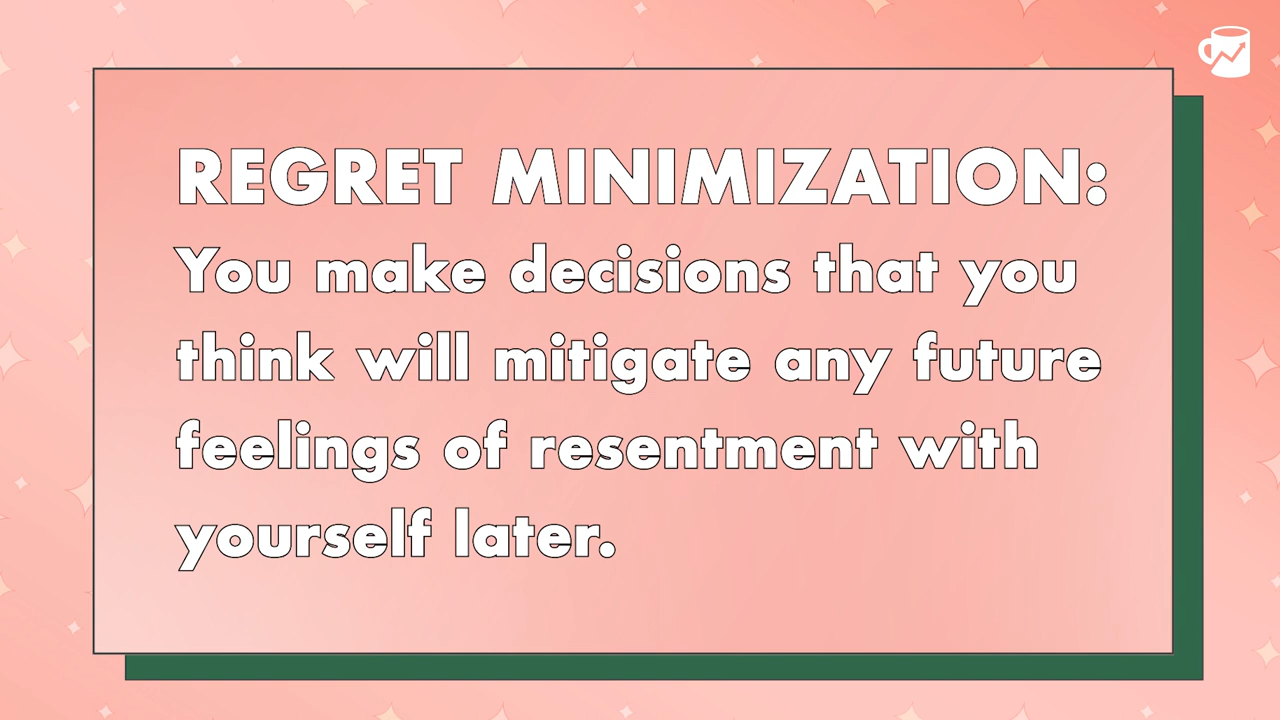 REGRET MINIMIZATION:
You make decisions that you
think will mitigate any future
feelings of resentment with
yourself later.